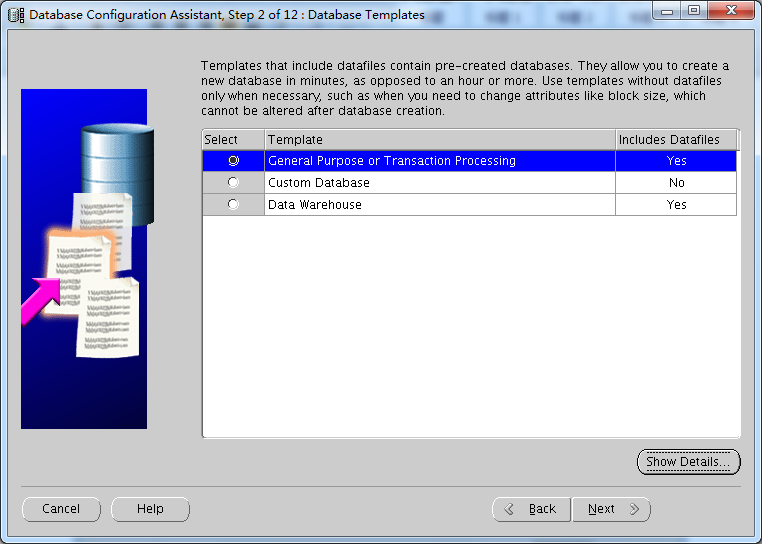 Database Configuration Assistant, Step 2 of 12 : Database Templates
Templates that include datafiles contain pre-created databases. They allow you to create a
new database in minutes, as opposed to an hour or more. Use templates without datafiles
only when necessary, such as when you need to change attributes like block size, which
cannot be altered after database creation.
Select Template Includes Datafiles
General Purpose or Transaction Processing Yes
Custom Database No
Data Warehouse Yes
Show Details...
Cancel Help Back Next